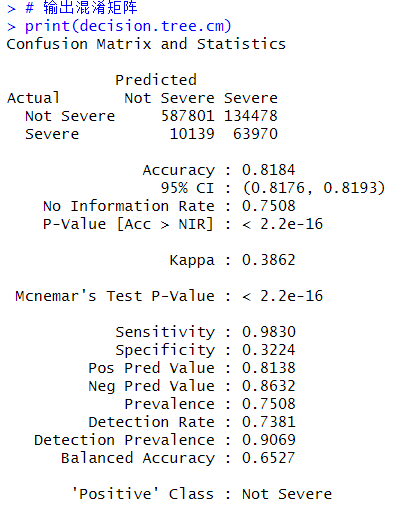 > # 输出混淆矩阵
> print(decision.tree.cm)
Confusion Matrix and Statistics
Predicted
Actual Not Severe Severe
Not Severe 587801 134478
Severe 10139 63970
Accuracy : 0.8184
95% CI : (0.8176, 0.8193)
No Information Rate : 0.7508
P-Value [Acc > NIR] : < 2.2e-16
Kappa : 0.3862
Mcnemar's Test P-Value : < 2.2e-16
Sensitivity : 0.9830
Specificity : 0.3224
Pos Pred Value : 0.8138
Neg Pred Value : 0.8632
Prevalence : 0.7508
Detection Rate : 0.7381
Detection Prevalence : 0.9069
Balanced Accuracy : 0.6527
'Positive' Class : Not Severe